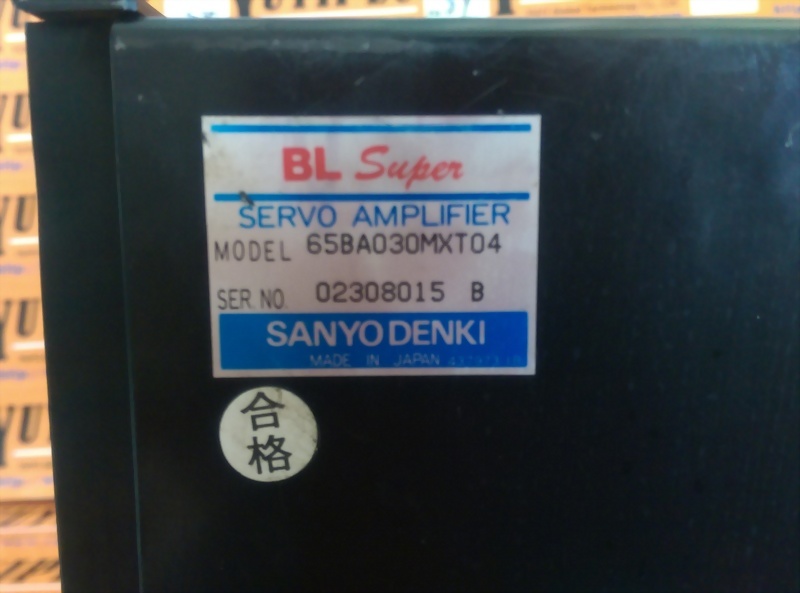 BL Super
SERVO AMPLIFIER
MODEL 65BA030MXT04
SER. NO. 02308015 B
SANYO DENKI
MADE IN JAPAN
合格